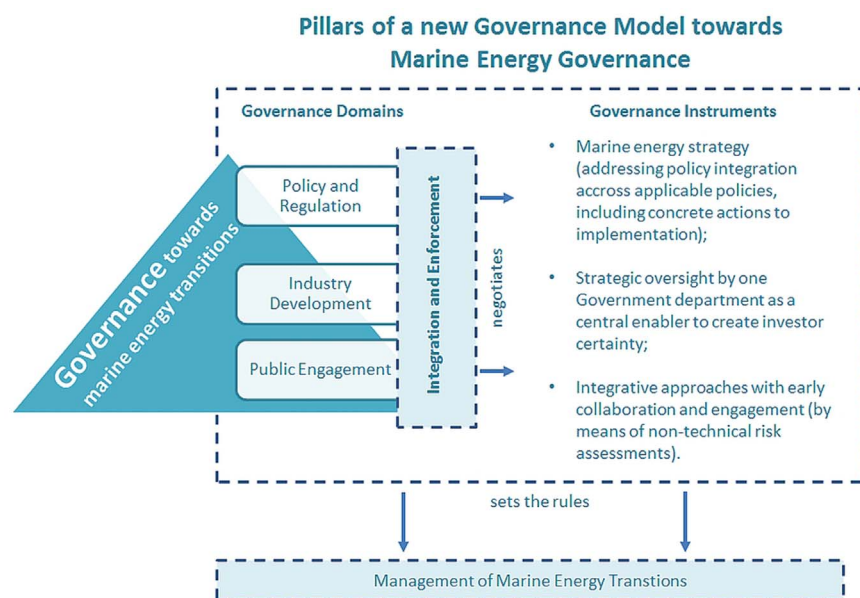 Pillars of a new Governance Model towards
Marine Energy Governance
Governance Domains
Governance towards
marine energy transitions
Policy and
Regulation
Industry
Development
Public Engagement
Integration and Enforcement
negotiates
Governance Instruments
• Marine energy strategy
(addressing policy integration
accross applicable policies,
including concrete actions to
implementation);
• Strategic oversight by one
Government department as a
central enabler to create investor
certainty;
• Integrative approaches with early
collaboration and engagement (by
means of non-technical risk
assessments).
sets the rules
Management of Marine Energy Transtions